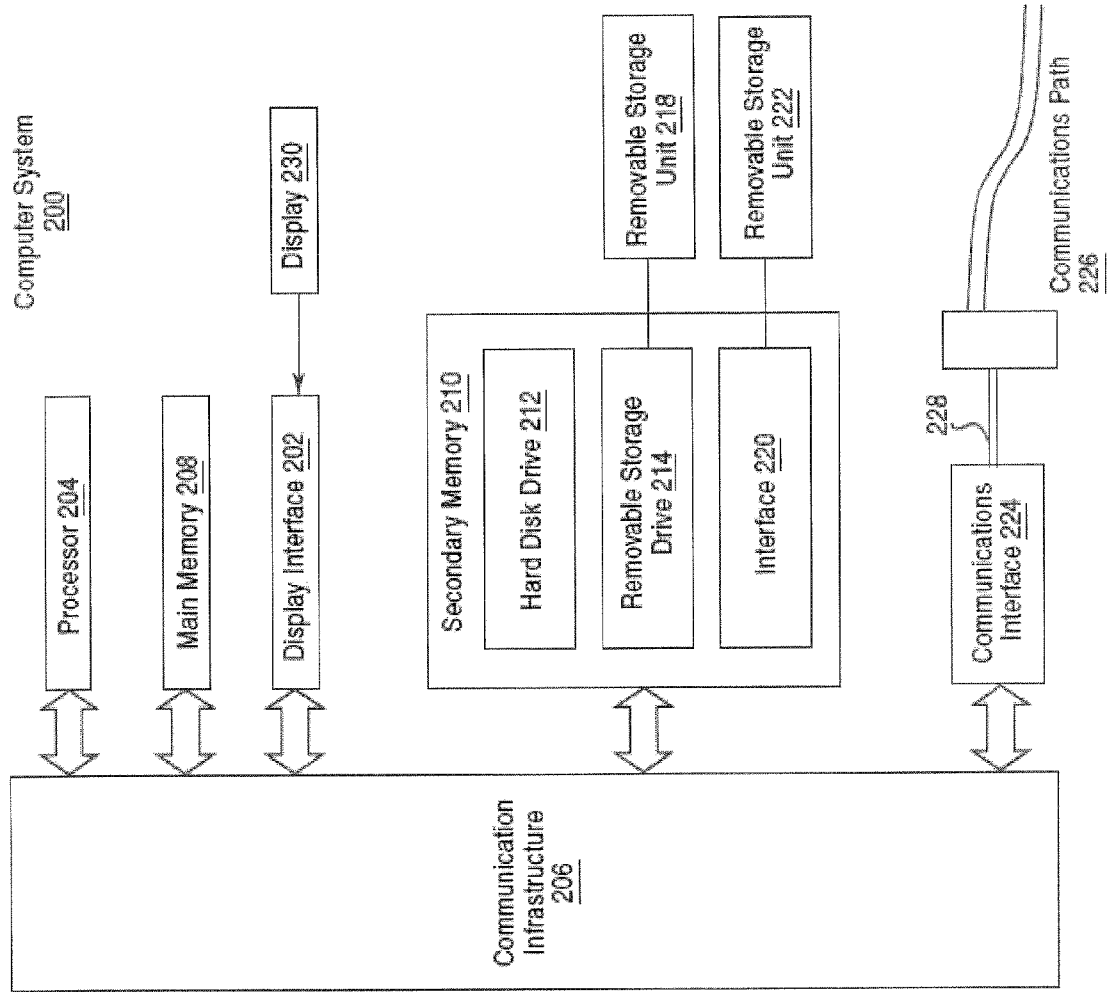 Computer System
200
Processor 204
Main Memory 208
Display Interface 202
Display 230
Secondary Memory 210
Hard Disk Drive 212
Removable Storage
Drive 214
Interface 220
Removable Storage
Unit 218
Removable Storage
Unit 222
Communication
Infrastructure
206
Communications
Interface 224
228
Communications Path
226